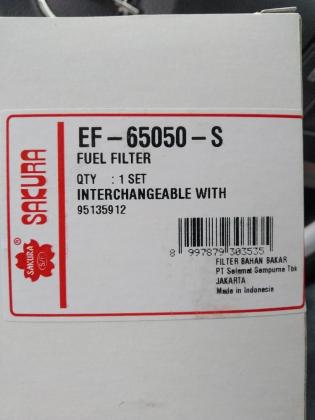 EF-65050-S
FUEL FILTER
QTY : 1 SET
INTERCHANGEABLE WITH
95135912
8 997879 303535
FILTER BAHAN BAKAR
PT Selamat Sempurna Tbk
JAKARTA
Made in Indonesia
SAKURA ®
SAKURA